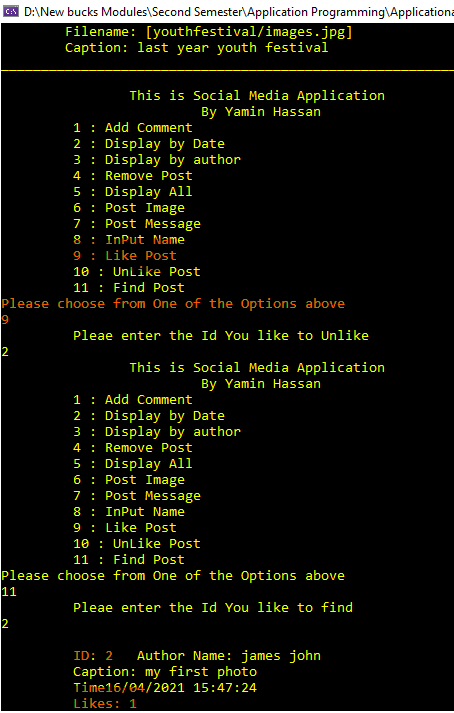 D:\New bucks Modules\Second Semester\Application Programming\Applicationa
Filename: [youthfestival/images.jpg]
Caption: last year youth festival
This is Social Media Application
By Yamin Hassan
1 : Add Comment
2 : Display by Date
3 : Display by author
4 : Remove Post
5 : Display All
6 : Post Image
7 : Post Message
8 : InPut Name
9 : Like Post
10 : UnLike Post
11 : Find Post
Please choose from One of the Options above
9
Pleae enter the Id You like to Unlike
2
This is Social Media Application
By Yamin Hassan
1 : Add Comment
2 : Display by Date
3 : Display by author
4 : Remove Post
5 : Display All
6 : Post Image
7 : Post Message
8 : InPut Name
9 : Like Post
10 : UnLike Post
11 : Find Post
Please choose from One of the Options above
11
Pleae enter the Id You like to find
2
ID: 2   Author Name: james john
Caption: my first photo
Time16/04/2021 15:47:24
Likes: 1